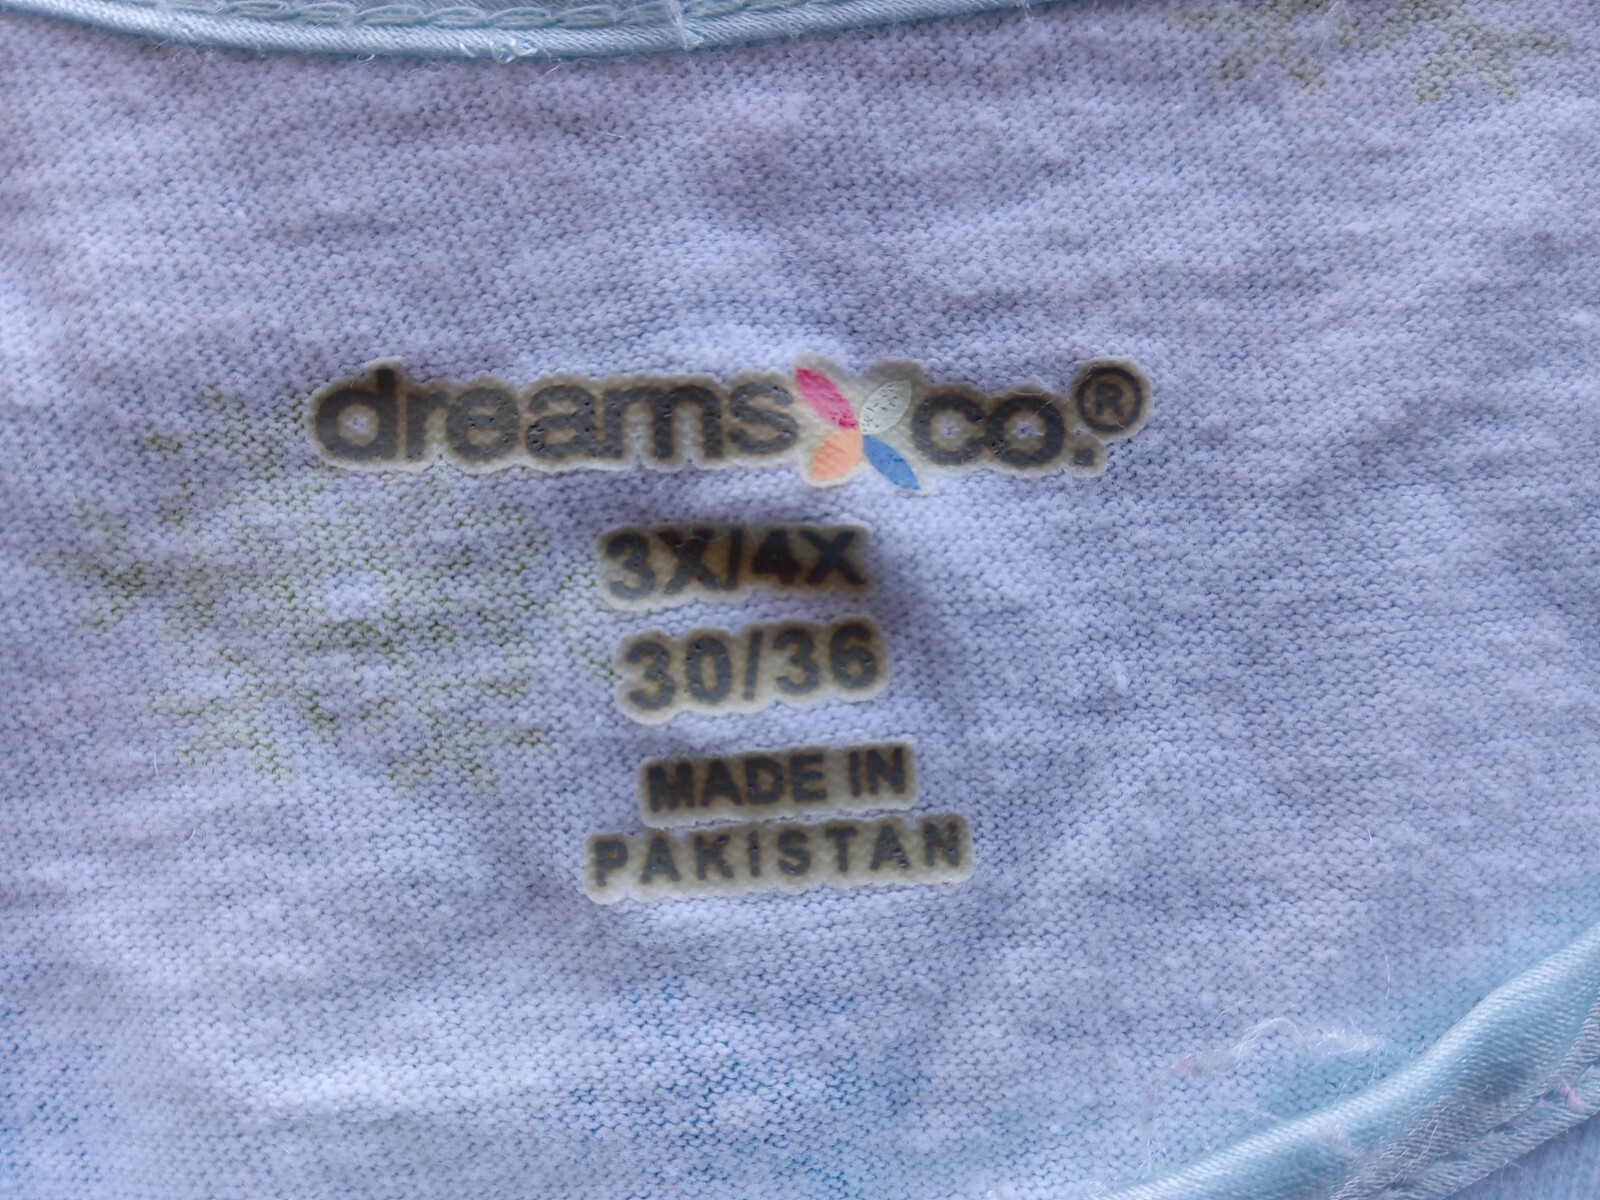 dreams co.®
3X/4X
30/36
MADE IN
PAKISTAN